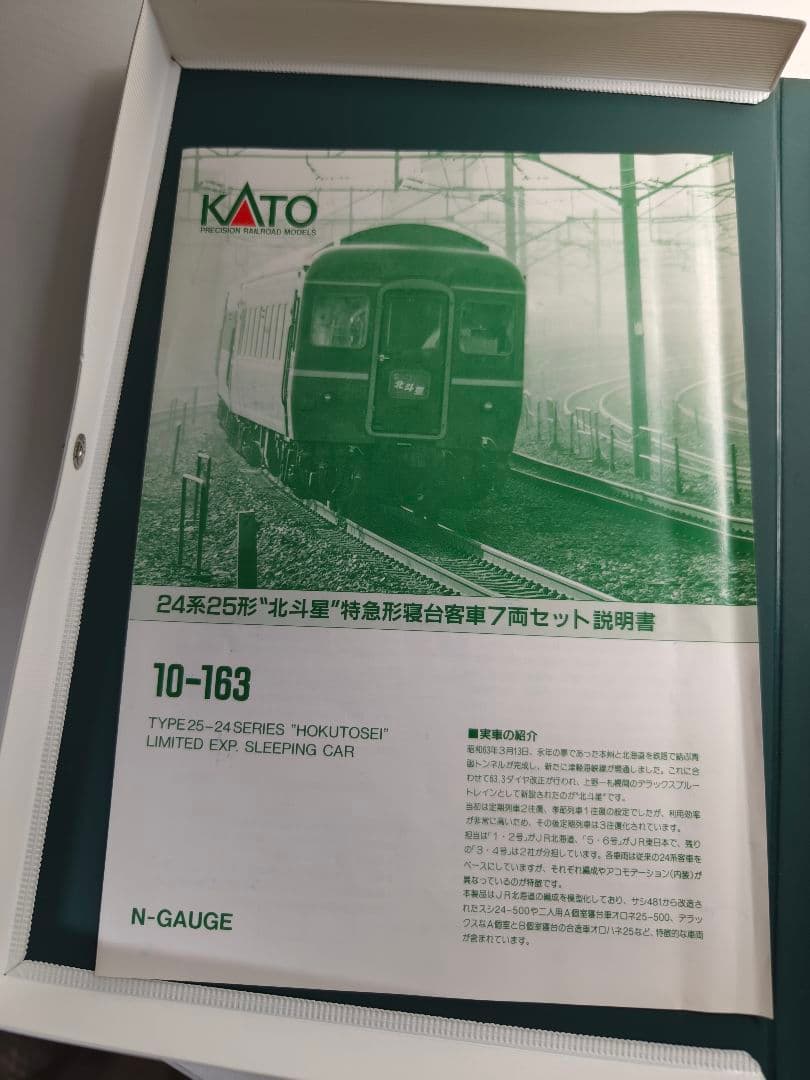 KATO
PRECISION RAILROAD MODELS
北斗星
24系25形"北斗星"特急形寝台客車7両セット説明書
10-163
TYPE25-24SERIES "HOKUTOSEI"
LIMITED EXP. SLEEPING CAR
■実車の紹介
昭和63年3月13日、永年の夢であった本州と北海道を鉄路で結ぶ青
函トンネルが完成し、新たに津軽海峡線が開通しました。これに合
わせて63.3ダイヤ改正が行われ、上野―札幌間のデラックスブルー
トレインとして新設されたのが"北斗星"です。
当初は定期列車2往復、季節列車1往復の設定でしたが、利用効率
が非常に高いため、その後定期列車は3往復化されています。
担当は「1・2号」がJR北海道、「5・6号」がJR東日本で、残り
の「3・4号」は2社が分担しています。各車両は従来の24系客車を
ベースにしていますが、それぞれ編成やアコモデーション(内装)が
異なっているのが特徴です。
本製品はJR北海道の編成を模型化しており、サシ481から改造さ
れたスシ24-500や二人用A個室寝台車オロネ25-500、デラッ
クスなA個室とB個室寝台の合造車オロハネ25など、特徴的な車両
が含まれています。
N-GAUGE